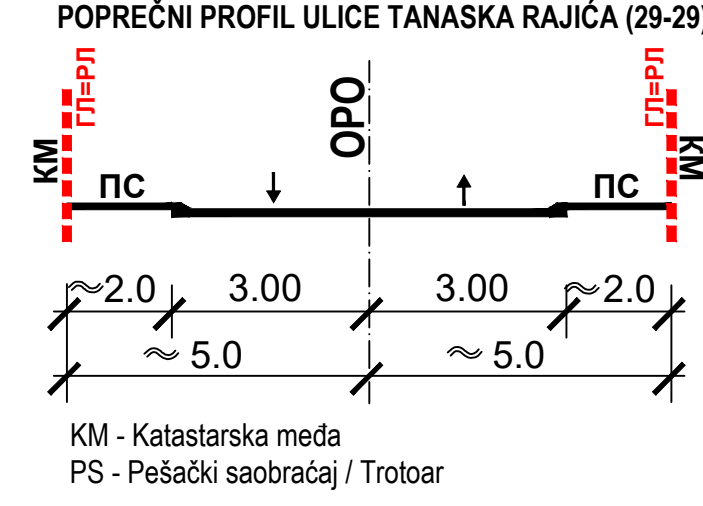 POPREČNI PROFIL ULICE TANASKA RAJIĆA (29-29)
ГЛ=РЛ
ГЛ=РЛ
КМ
ОРО
КМ
ПС
ПС
≈2.0
3.00
3.00
≈2.0
≈ 5.0
≈ 5.0
KM - Katastarska međa
PS - Pešački saobraćaj / Trotoar